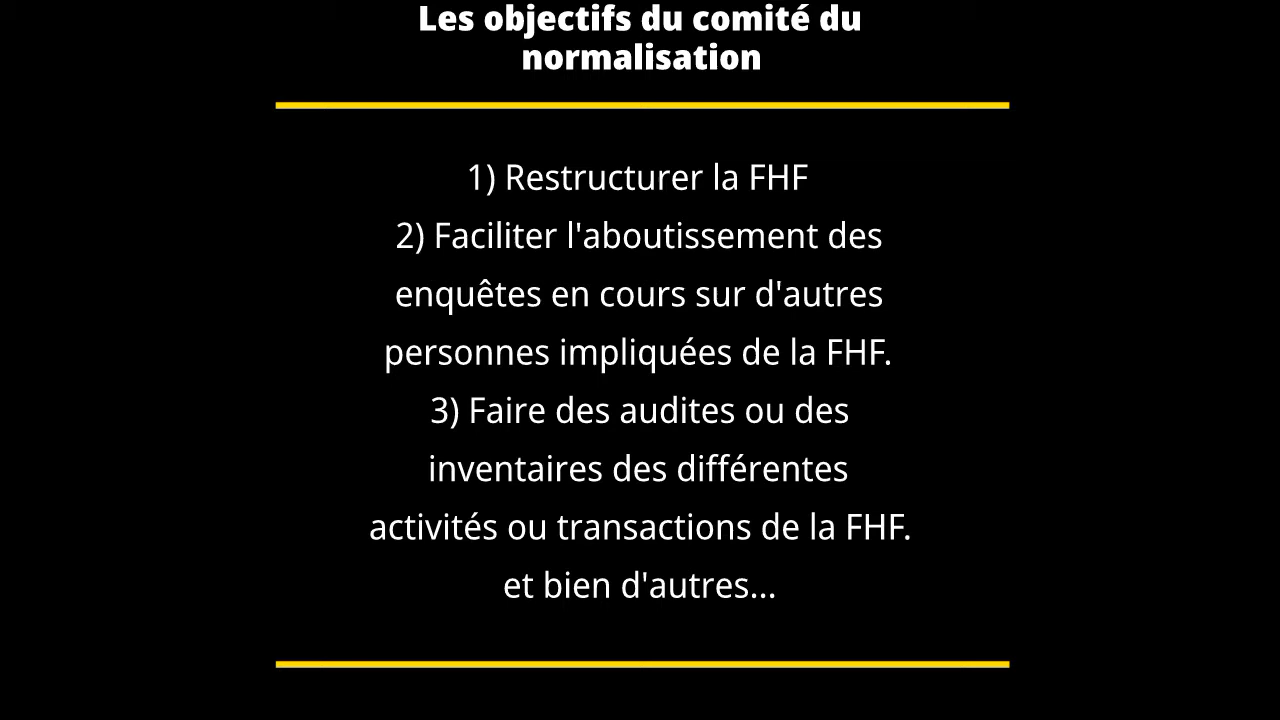 Les objectifs du comité du
normalisation
1) Restructurer la FHF
2) Faciliter l'aboutissement des
enquêtes en cours sur d'autres
personnes impliquées de la FHF.
3) Faire des audites ou des
inventaires des différentes
activités ou transactions de la FHF.
et bien d'autres...